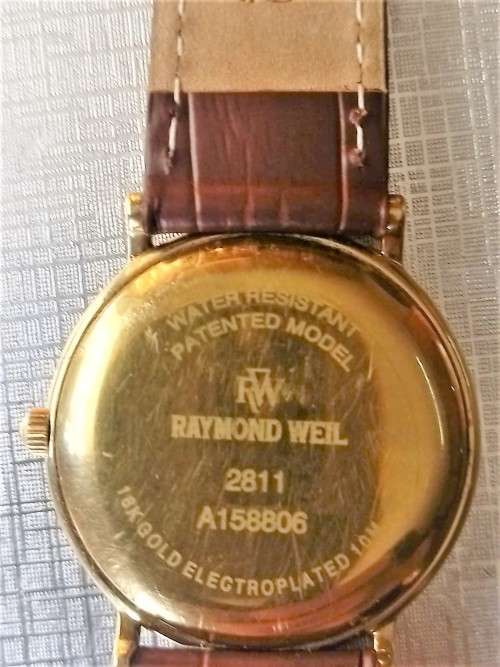 WATER RESISTANT
PATENTED MODEL
RW
RAYMOND WEIL
2811
A158806
18K GOLD ELECTROPLATED 10M